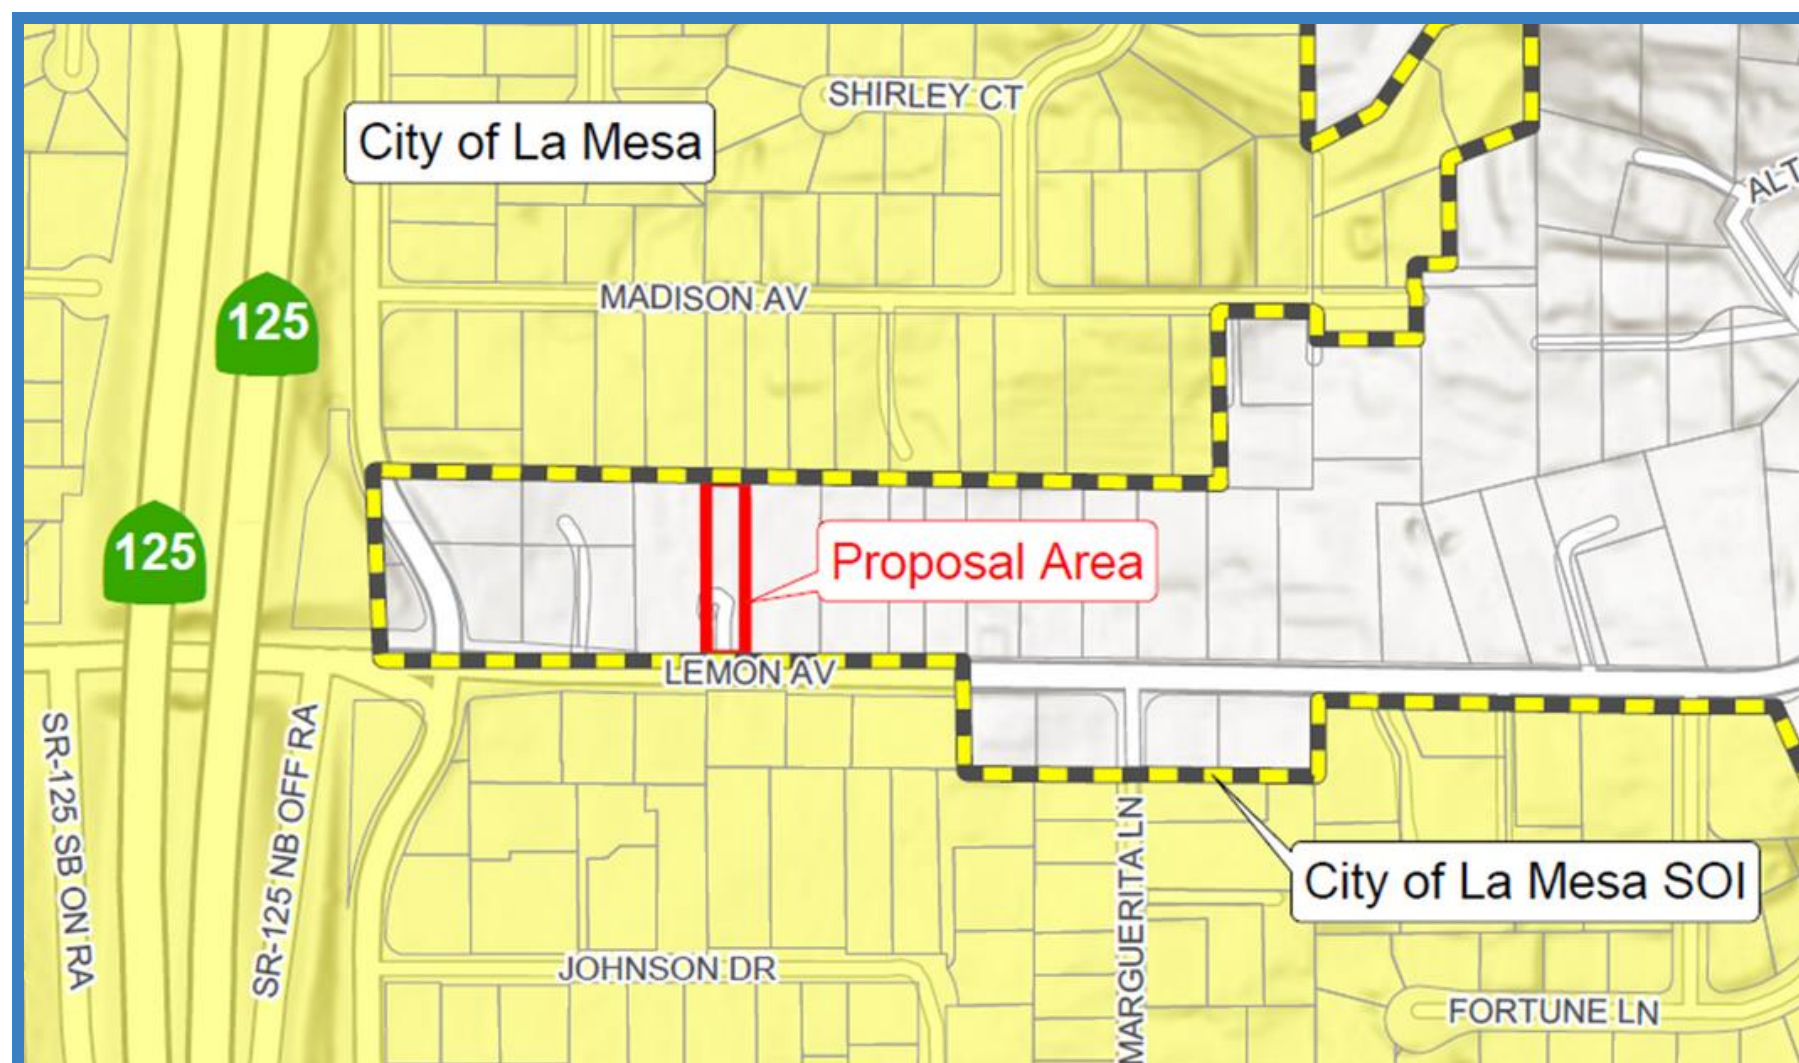 SHIRLEY CT
City of La Mesa
ALT
MADISON AV
125
125
Proposal Area
LEMON AV
SR-125 SB ON RA
SR-125 NB OFF RA
MARGUERITA LN
City of La Mesa SOI
JOHNSON DR
FORTUNE LN